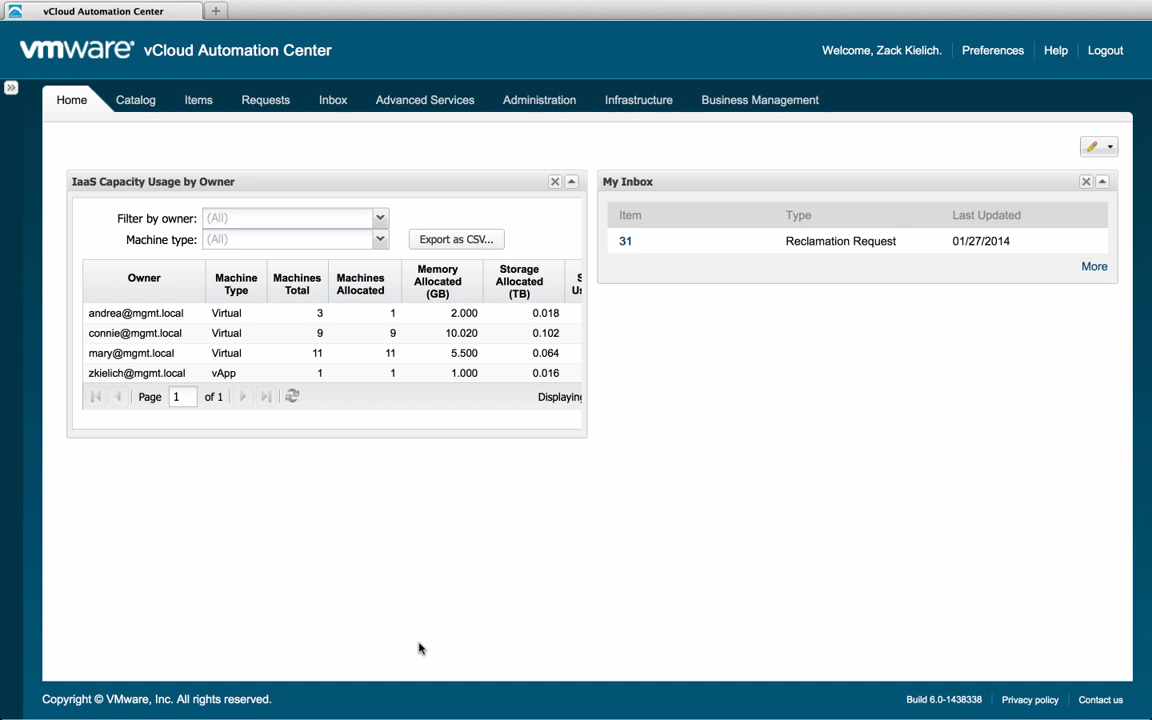 vCloud Automation Center
vmware vCloud Automation Center
Welcome, Zack Kielich. Preferences Help Logout
Home Catalog Items Requests Inbox Advanced Services Administration Infrastructure Business Management
IaaS Capacity Usage by Owner
Filter by owner: (All)
Machine type: (All) Export as CSV...
Owner Machine Type Machines Total Machines Allocated Memory Allocated (GB) Storage Allocated (TB) S Us
andrea@mgmt.local Virtual 3 1 2.000 0.018
connie@mgmt.local Virtual 9 9 10.020 0.102
mary@mgmt.local Virtual 11 11 5.500 0.064
zkielich@mgmt.local vApp 1 1 1.000 0.016
Page 1 of 1 Displaying
My Inbox
Item Type Last Updated
31 Reclamation Request 01/27/2014
More
Copyright © VMware, Inc. All rights reserved.
Build 6.0-1438338 Privacy policy Contact us